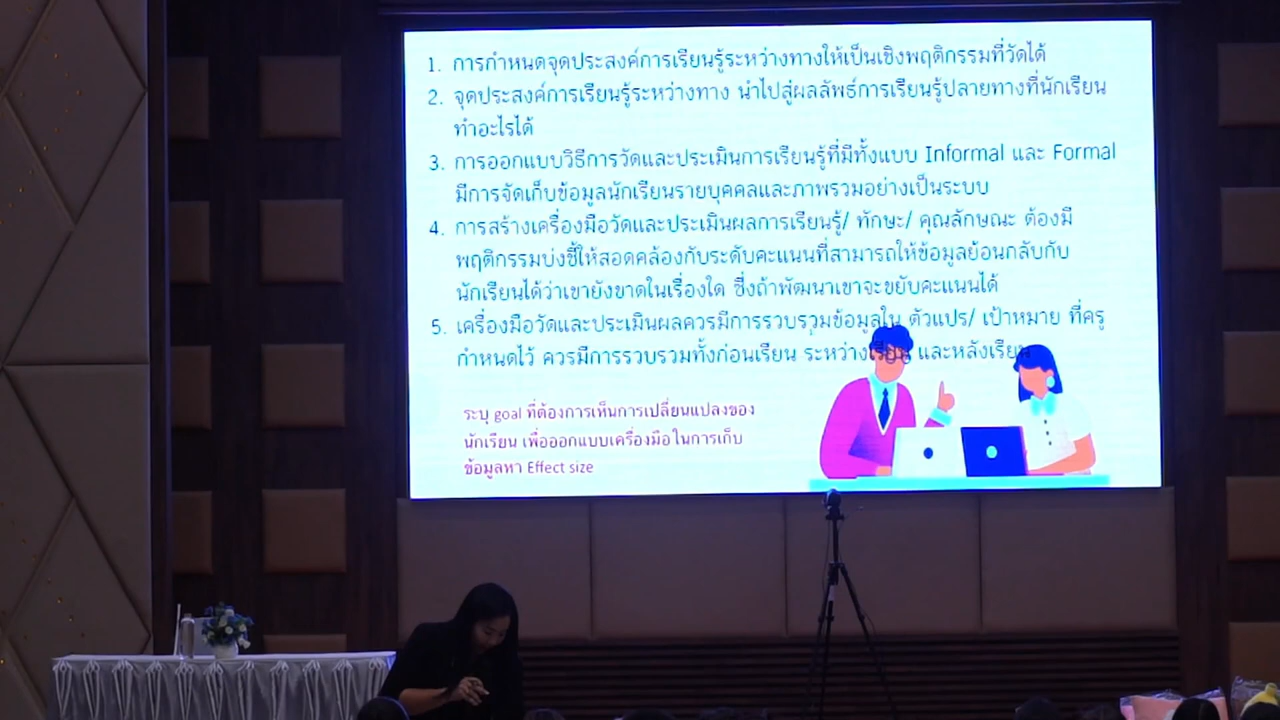 1. การกำหนดจุดประสงค์การเรียนรู้ระหว่างทางให้เป็นเชิงพฤติกรรมที่วัดได้
2. จุดประสงค์การเรียนรู้ระหว่างทาง นำไปสู่ผลลัพธ์การเรียนรู้ปลายทางที่นักเรียน
ทำอะไรได้
3. การออกแบบวิธีการวัดและประเมินการเรียนรู้ที่มีทั้งแบบ Informal และ Formal
มีการจัดเก็บข้อมูลนักเรียนรายบุคคลและภาพรวมอย่างเป็นระบบ
4. การสร้างเครื่องมือวัดและประเมินผลการเรียนรู้/ ทักษะ/ คุณลักษณะ ต้องมี
พฤติกรรมบ่งชี้ให้สอดคล้องกับระดับคะแนนที่สามารถให้ข้อมูลย้อนกลับกับ
นักเรียนได้ว่าเขายังขาดในเรื่องใด ซึ่งถ้าพัฒนาเขาจะขยับคะแนนได้
5. เครื่องมือวัดและประเมินผลควรมีการรวบรวมข้อมูลใน ตัวแปร/ เป้าหมาย ที่ครู
กำหนดไว้ ควรมีการรวบรวมทั้งก่อนเรียน ระหว่างเรียน และหลังเรียน
ระบุ goal ที่ต้องการเห็นการเปลี่ยนแปลงของ
นักเรียน เพื่อออกแบบเครื่องมือในการเก็บ
ข้อมูลหา Effect size